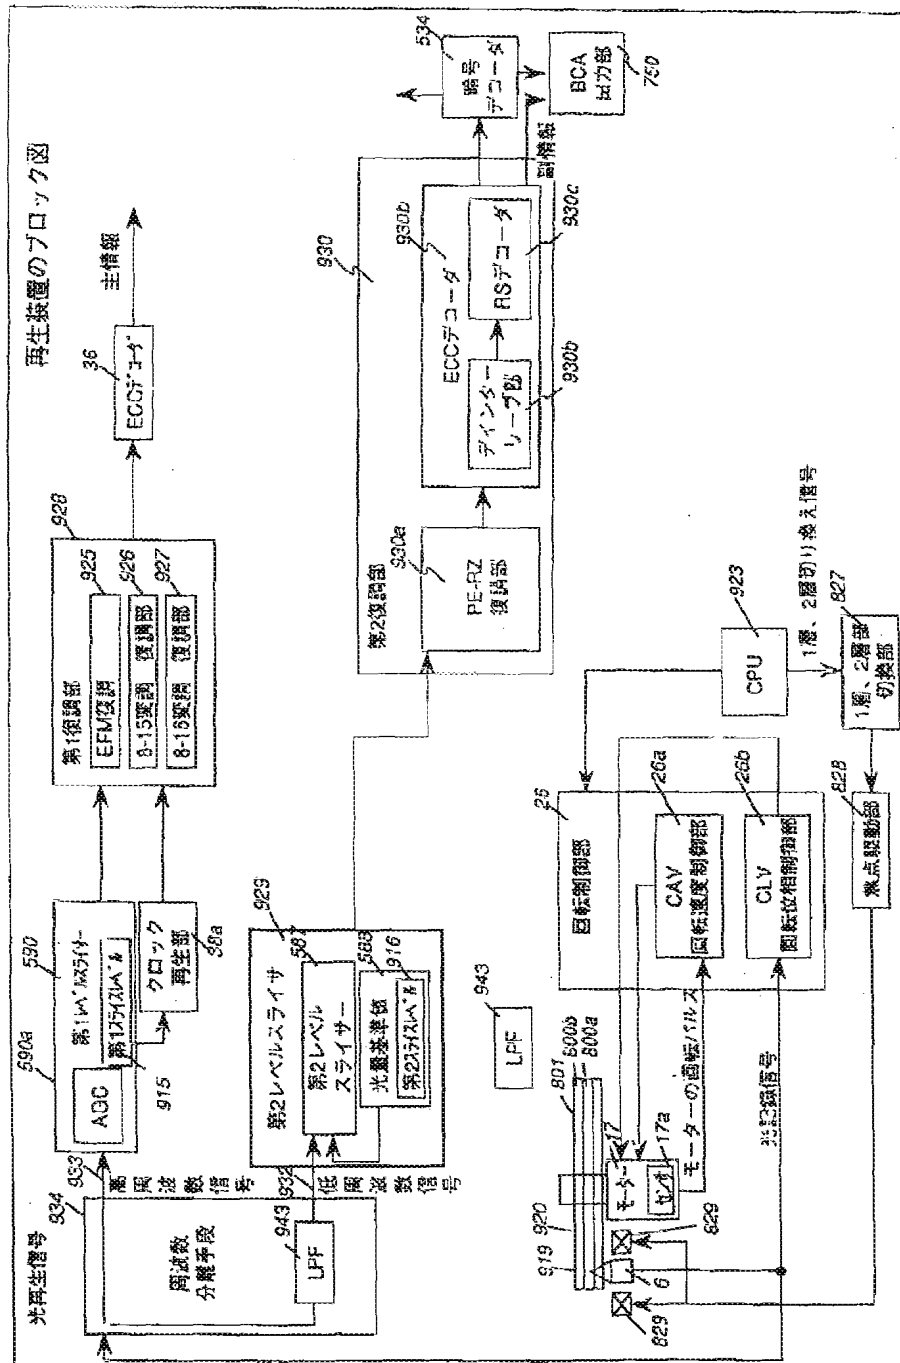 再生装置のブロック図
光再生信号
934
周波数
分離手段
943
LPF
933
高周波数信号
932
低周波数信号
590a
590
第1レベルスライサー
AGC
第1スライスレベル
915
クロック
再生部
38a
928
第1復調部
925
EFM復調
926
8-15変調 復調部
927
8-16変調 復調部
36
ECCデコーダ
主情報
929
第2レベルスライサ
587
第2レベル
スライサー
588
光量基準値
916
第2スライスレベル
930
第2復調部
930a
PE-RZ
復調部
930b
ECCデコーダ
デインター
リーブ部
930b
RSデコーダ
930c
副情報
534
暗号
デコーダ
BCA
出力部
750
943
LPF
801
800b
800a
919
920
17
モーター
17a
センサ
829
829
6
モーターの回転パルス
光記録信号
26
回転制御部
26a
CAV
回転速度制御部
26b
CLV
回転位相制御部
923
CPU
1層、2層切り換え信号
827
1層、2層部
切換部
828
焦点駆動部